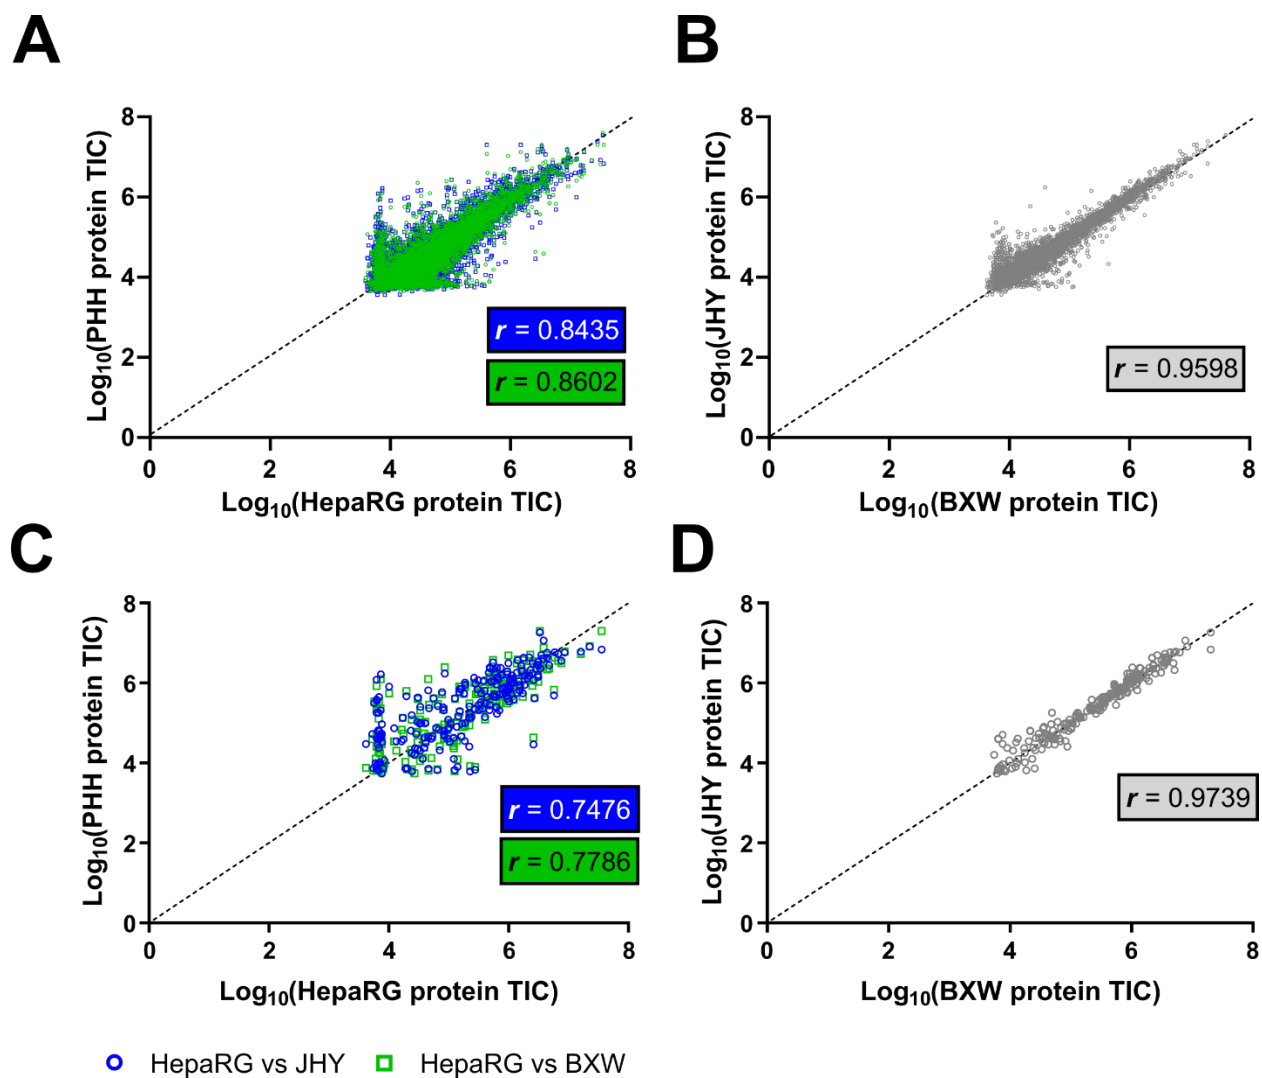 A
B
8
6
4
2
0
Log10(PHH protein TIC)
r = 0.8435
r = 0.8602
0 2 4 6 8
Log10(HepaRG protein TIC)
8
6
4
2
0
Log10(JHY protein TIC)
r = 0.9598
0 2 4 6 8
Log10(BXW protein TIC)
C
D
8
6
4
2
0
Log10(PHH protein TIC)
r = 0.7476
r = 0.7786
0 2 4 6 8
Log10(HepaRG protein TIC)
8
6
4
2
0
Log10(JHY protein TIC)
r = 0.9739
0 2 4 6 8
Log10(BXW protein TIC)
HepaRG vs JHY HepaRG vs BXW